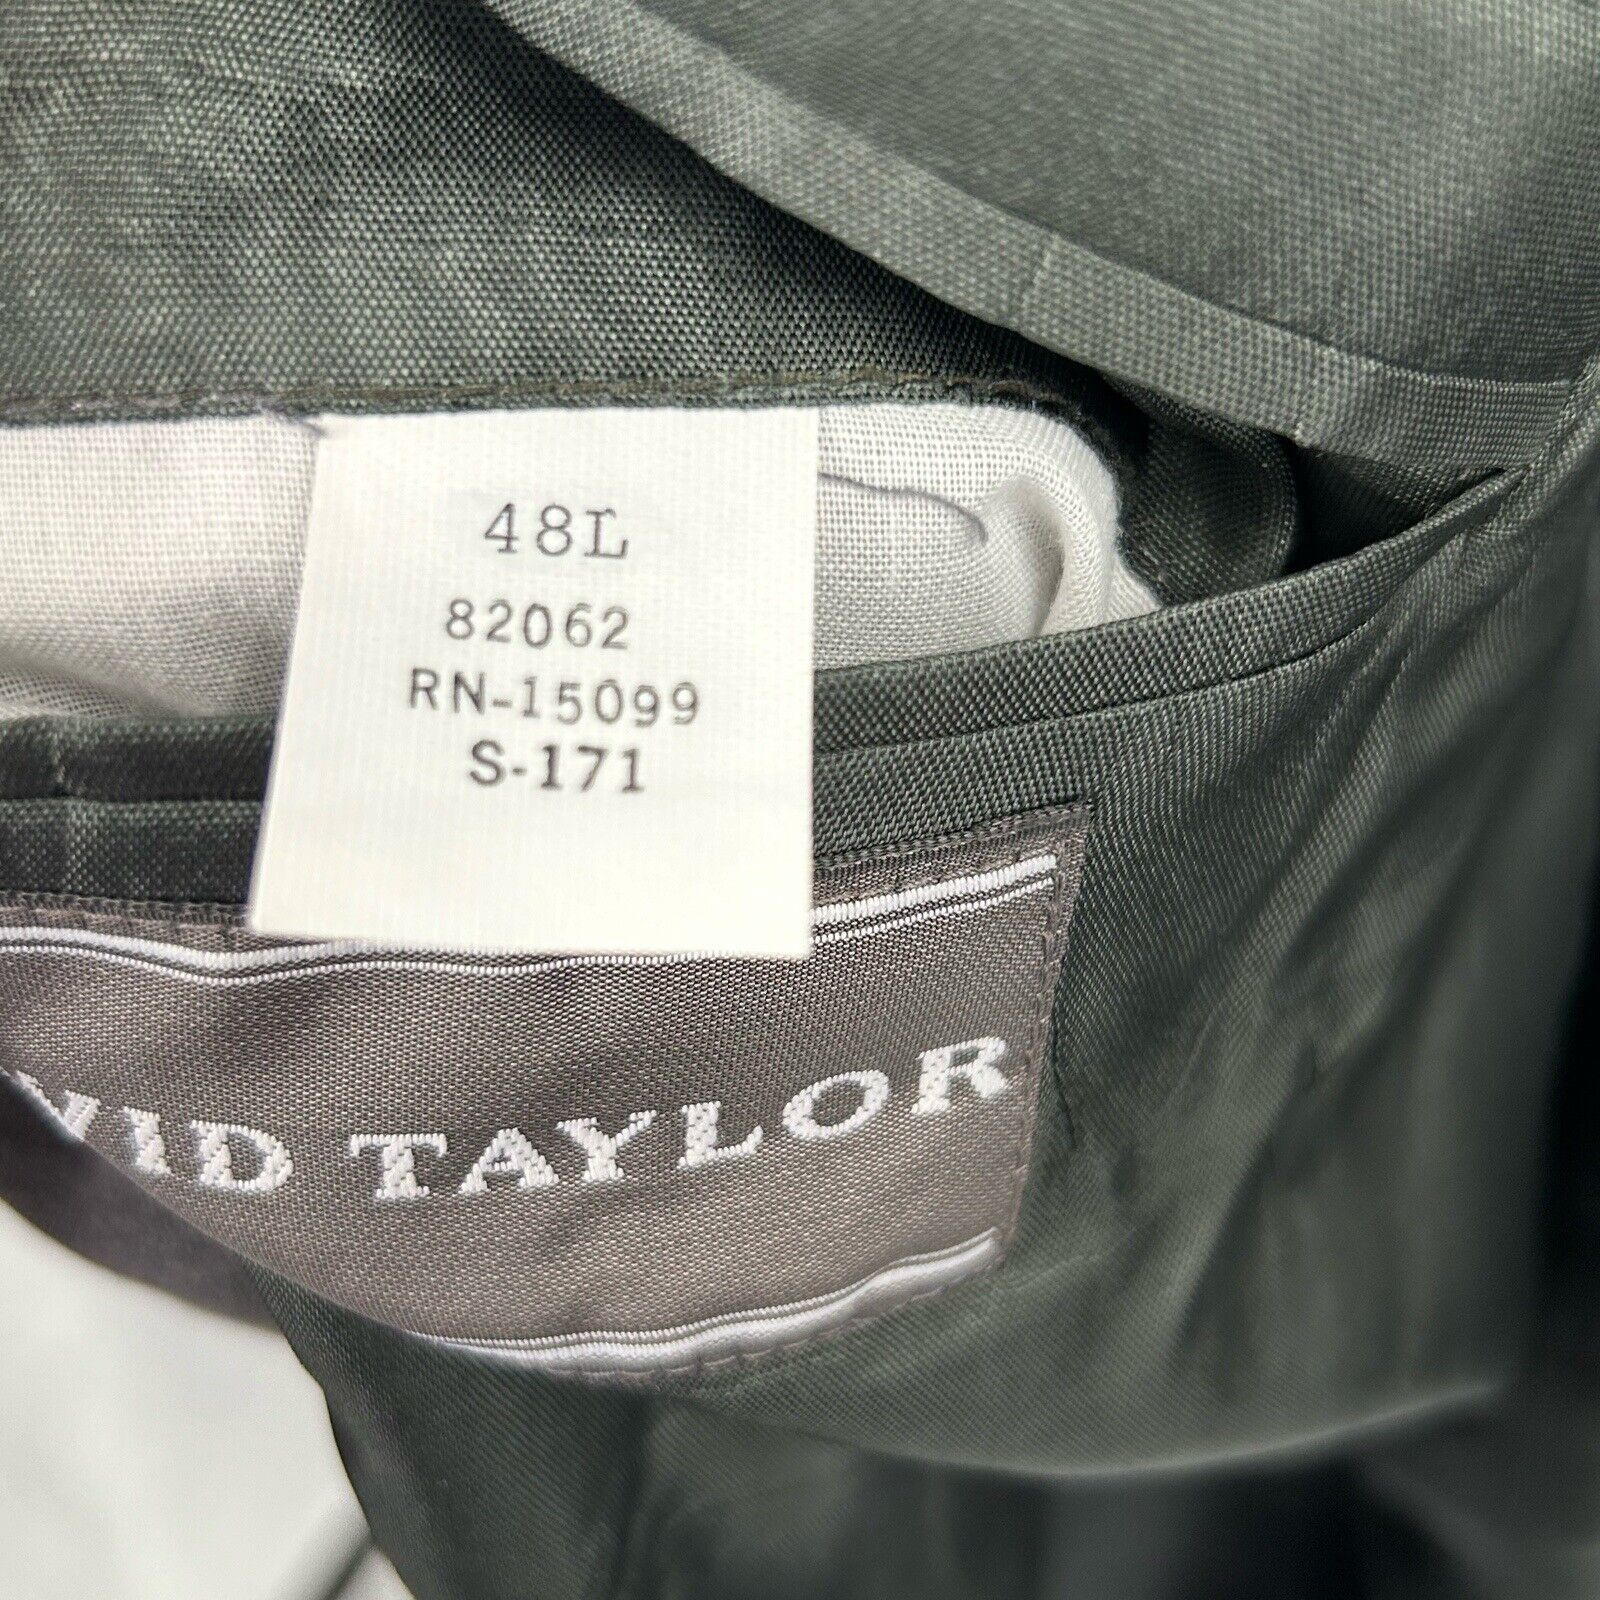 48L
82062
RN-15099
S-171
VID TAYLOR